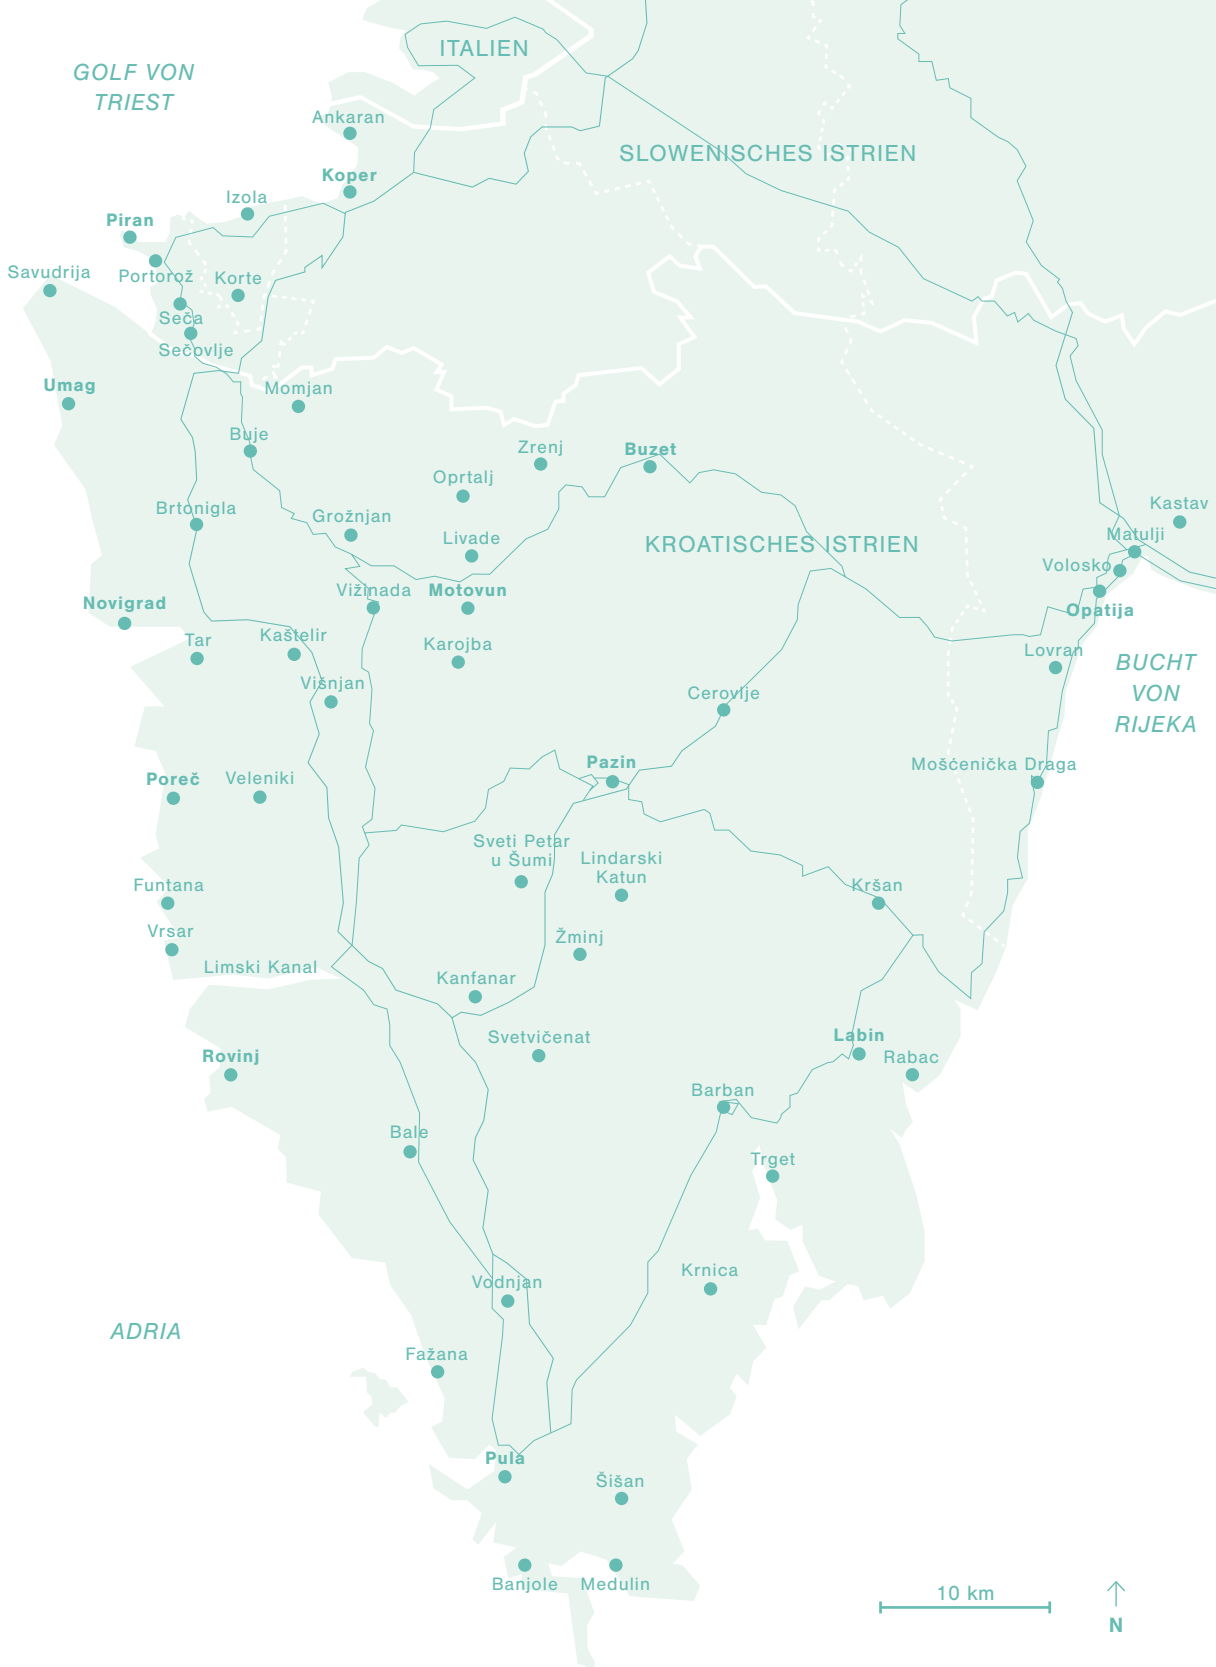 ITALIEN
GOLF VON
TRIEST
Ankaran
SLOWENISCHES ISTRIEN
Koper
Izola
Piran
Savudrija
Portorož
Korte
Seča
Sečovlje
Umag
Momjan
Buje
Zrenj
Buzet
Oprtalj
Brtonigla
Grožnjan
Kastav
Livade
KROATISCHES ISTRIEN
Matulji
Volosko
Vižinada
Motovun
Novigrad
Opatija
Tar
Kaštelir
Karojba
Lovran
BUCHT
VON
RIJEKA
Višnjan
Cerovlje
Pazin
Mošćenička Draga
Poreč
Veleniki
Sveti Petar
u Šumi
Lindarski
Katun
Funtana
Kršan
Vrsar
Žminj
Limski Kanal
Kanfanar
Svetvičenat
Labin
Rovinj
Rabac
Barban
Bale
Trget
Krnica
Vodnjan
ADRIA
Fažana
Pula
Šišan
Banjole
Medulin
10 km
N